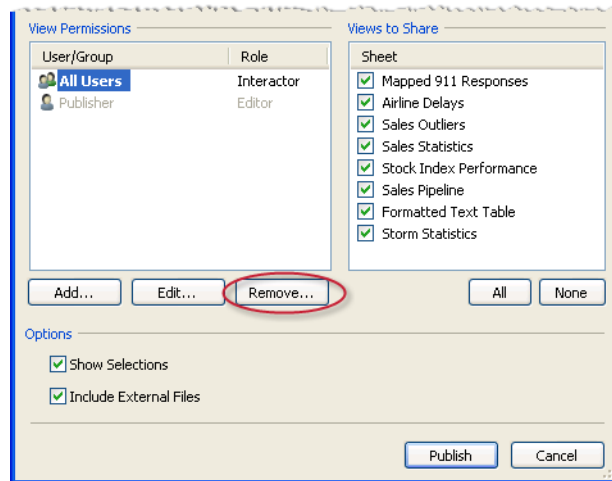 View Permissions
Views to Share
User/Group Role
All Users Interactor
Publisher Editor
Sheet
Mapped 911 Responses
Airline Delays
Sales Outliers
Sales Statistics
Stock Index Performance
Sales Pipeline
Formatted Text Table
Storm Statistics
Add... Edit... Remove...
All None
Options
Show Selections
Include External Files
Publish Cancel